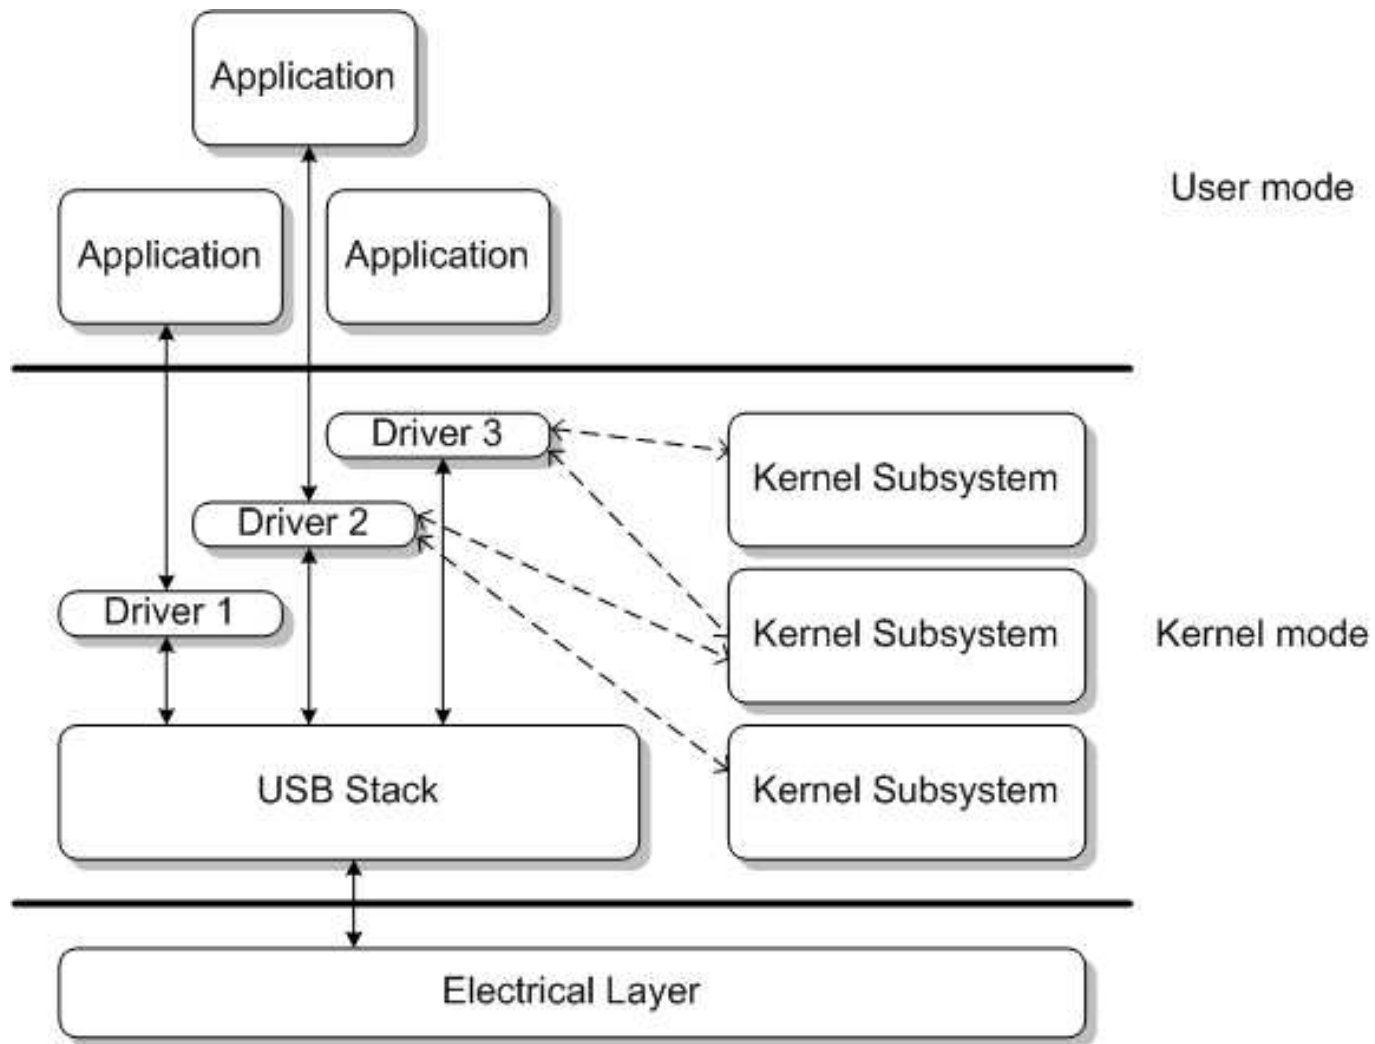 Application
User mode
Application
Application
Driver 3
Kernel Subsystem
Driver 2
Driver 1
Kernel Subsystem
Kernel mode
USB Stack
Kernel Subsystem
Electrical Layer